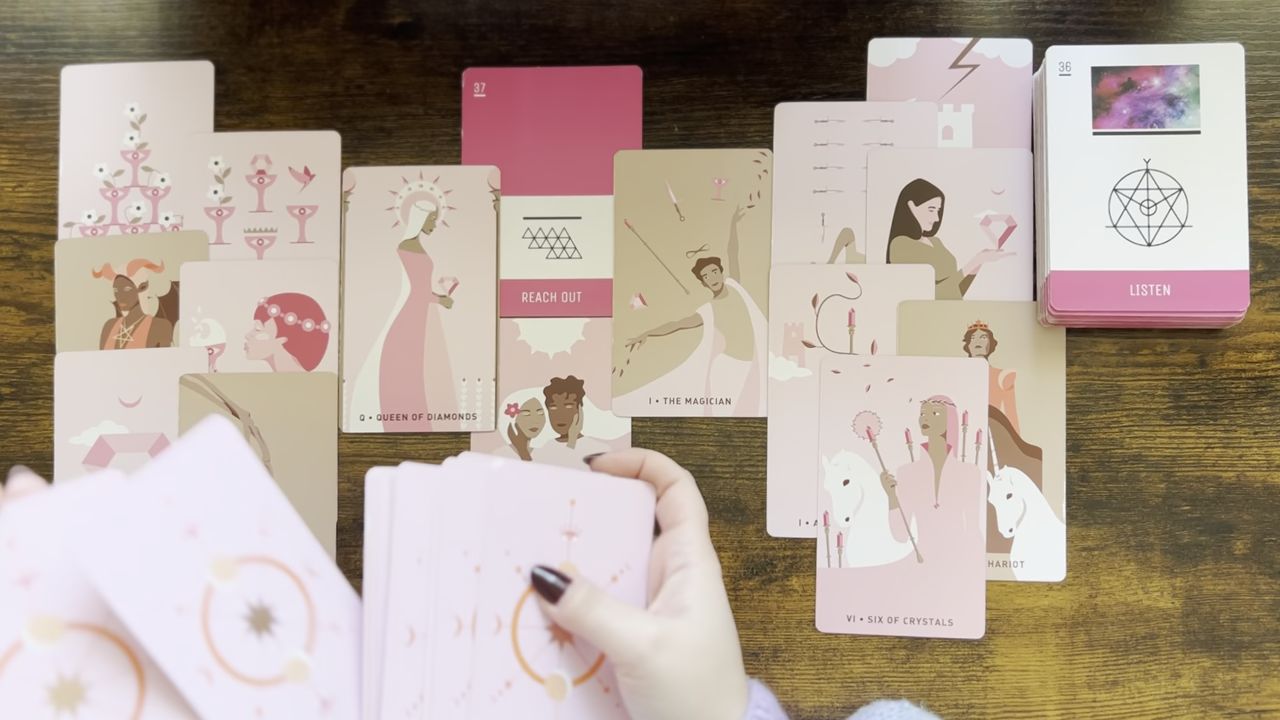 37
REACH OUT
Q • QUEEN OF DIAMONDS
I • THE MAGICIAN
36
LISTEN
I • A
HARIOT
VI • SIX OF CRYSTALS